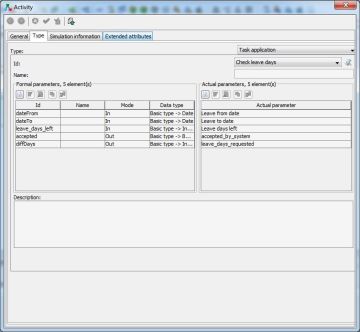 Activity
General Type Simulation information Extended attributes
Type: Task application
Id: Check leave days
Name:
Formal parameters, 5 element(s) Actual parameters, 5 element(s)
Id Name Mode Data type Actual parameter
dateFrom In Basic type -> Date Leave from date
dateTo In Basic type -> Date Leave to date
leave_days_left In Basic type -> In... Leave days left
accepted Out Basic type -> B... accepted_by_system
diffDays Out Basic type -> In... leave_days_requested
Description: